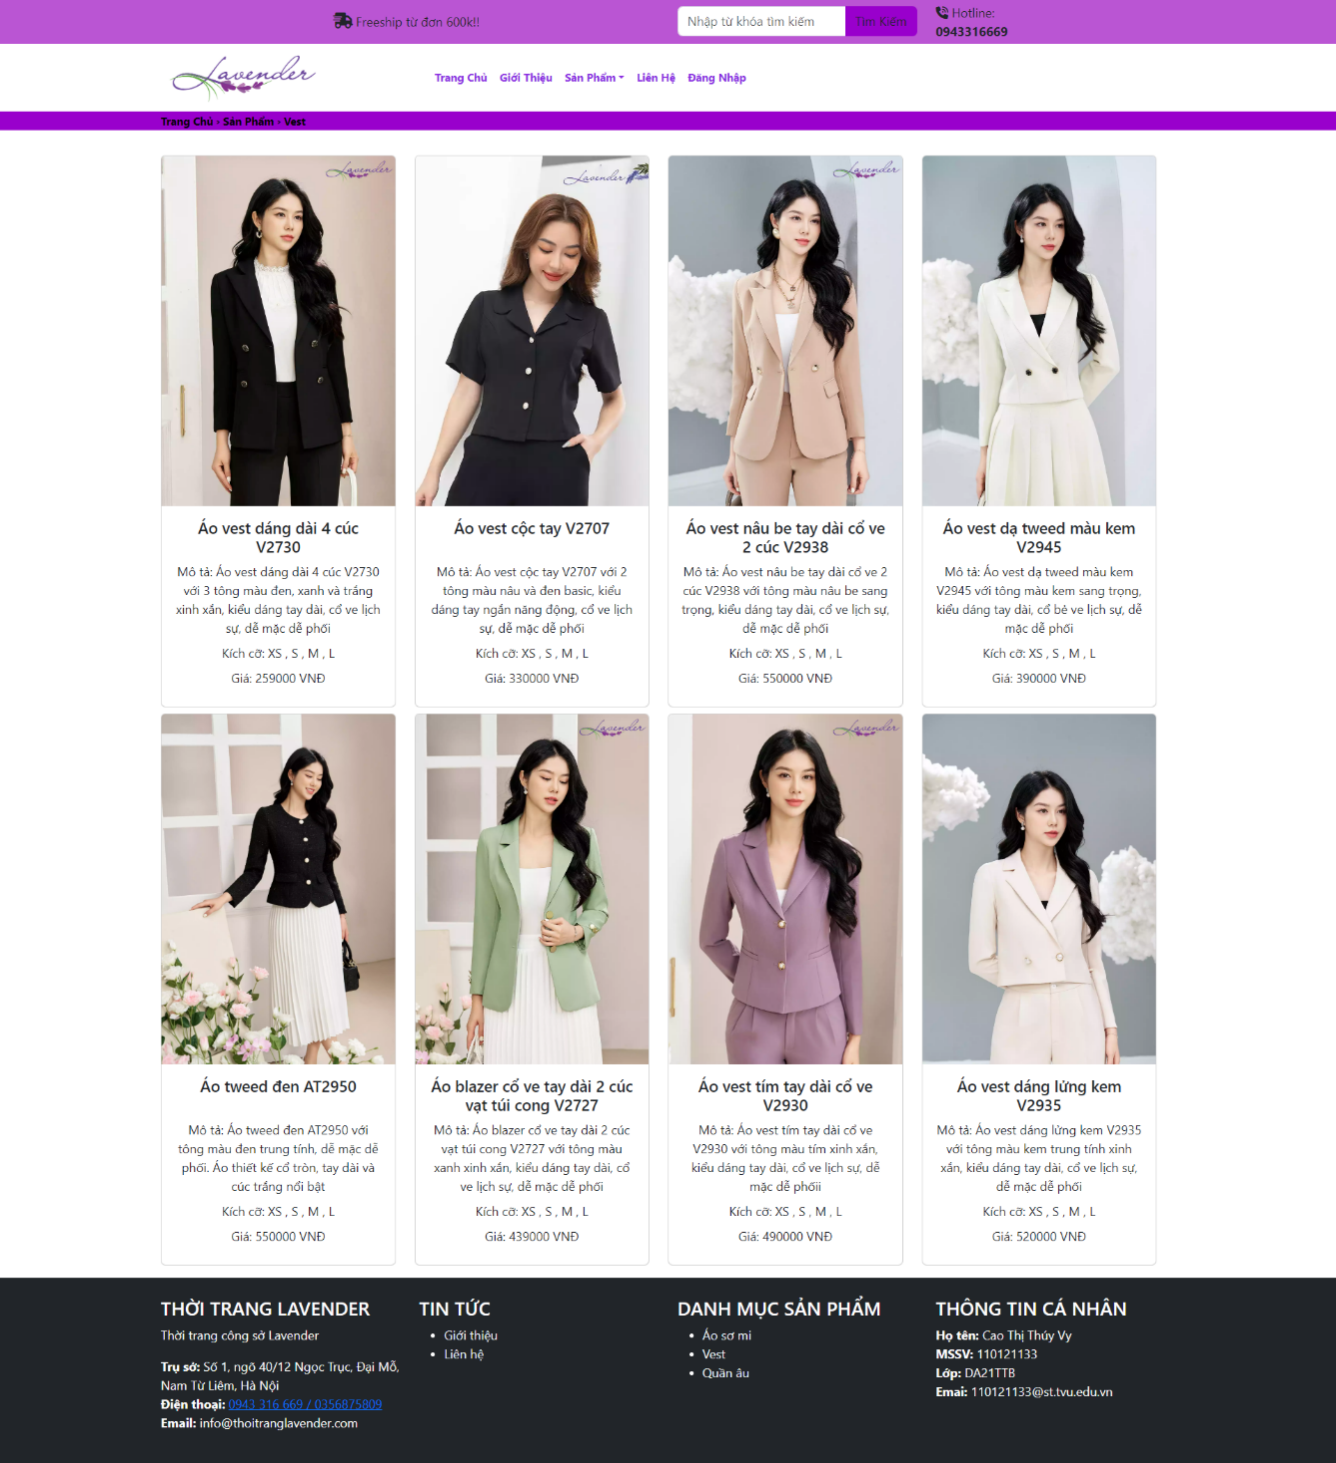 Freeship từ đơn 600k!!
Nhập từ khóa tìm kiếm
Tìm Kiếm
Hotline:
0943316669
Lavender
Trang Chủ Giới Thiệu Sản Phẩm Liên Hệ Đăng Nhập
Trang Chủ › Sản Phẩm › Vest
Lavender
Lavender
Lavender
Áo vest dáng dài 4 cúc
V2730
Mô tả: Áo vest dáng dài 4 cúc V2730
với 3 tông màu đen, xanh và trắng
xinh xắn, kiểu dáng tay dài, cổ ve lịch
sự, dễ mặc dễ phối
Kích cỡ: XS , S , M , L
Giá: 259000 VNĐ
Áo vest cộc tay V2707
Mô tả: Áo vest cộc tay V2707 với 2
tông màu nâu và đen basic, kiểu
dáng tay ngắn năng động, cổ ve lịch
sự, dễ mặc dễ phối
Kích cỡ: XS , S , M , L
Giá: 330000 VNĐ
Áo vest nâu be tay dài cổ ve
2 cúc V2938
Mô tả: Áo vest nâu be tay dài cổ ve 2
cúc V2938 với tông màu nâu be sang
trọng, kiểu dáng tay dài, cổ ve lịch sự,
dễ mặc dễ phối
Kích cỡ: XS , S , M , L
Giá: 550000 VNĐ
Áo vest dạ tweed màu kem
V2945
Mô tả: Áo vest dạ tweed màu kem
V2945 với tông màu kem sang trọng,
kiểu dáng tay dài, cổ bẻ ve lịch sự, dễ
mặc dễ phối
Kích cỡ: XS , S , M , L
Giá: 390000 VNĐ
Lavender
Lavender
Áo tweed đen AT2950
Mô tả: Áo tweed đen AT2950 với
tông màu đen trung tính, dễ mặc dễ
phối. Áo thiết kế cổ tròn, tay dài và
cúc trắng nổi bật
Kích cỡ: XS , S , M , L
Giá: 550000 VNĐ
Áo blazer cổ ve tay dài 2 cúc
vạt túi cong V2727
Mô tả: Áo blazer cổ ve tay dài 2 cúc
vạt túi cong V2727 với tông màu
xanh xinh xắn, kiểu dáng tay dài, cổ
ve lịch sự, dễ mặc dễ phối
Kích cỡ: XS , S , M , L
Giá: 439000 VNĐ
Áo vest tím tay dài cổ ve
V2930
Mô tả: Áo vest tím tay dài cổ ve
V2930 với tông màu tím xinh xắn,
kiểu dáng tay dài, cổ ve lịch sự, dễ
mặc dễ phốii
Kích cỡ: XS , S , M , L
Giá: 490000 VNĐ
Áo vest dáng lửng kem
V2935
Mô tả: Áo vest dáng lửng kem V2935
với tông màu kem trung tính xinh
xắn, kiểu dáng tay dài, cổ ve lịch sự,
dễ mặc dễ phối
Kích cỡ: XS , S , M , L
Giá: 520000 VNĐ
THỜI TRANG LAVENDER
Thời trang công sở Lavender
Trụ sở: Số 1, ngõ 40/12 Ngọc Trục, Đại Mỗ,
Nam Từ Liêm, Hà Nội
Điện thoại: 0943 316 669 / 0356875809
Email: info@thoitranglavender.com
TIN TỨC
• Giới thiệu
• Liên hệ
DANH MỤC SẢN PHẨM
• Áo sơ mi
• Vest
• Quần âu
THÔNG TIN CÁ NHÂN
Họ tên: Cao Thị Thúy Vy
MSSV: 110121133
Lớp: DA21TTB
Emai: 110121133@st.tvu.edu.vn